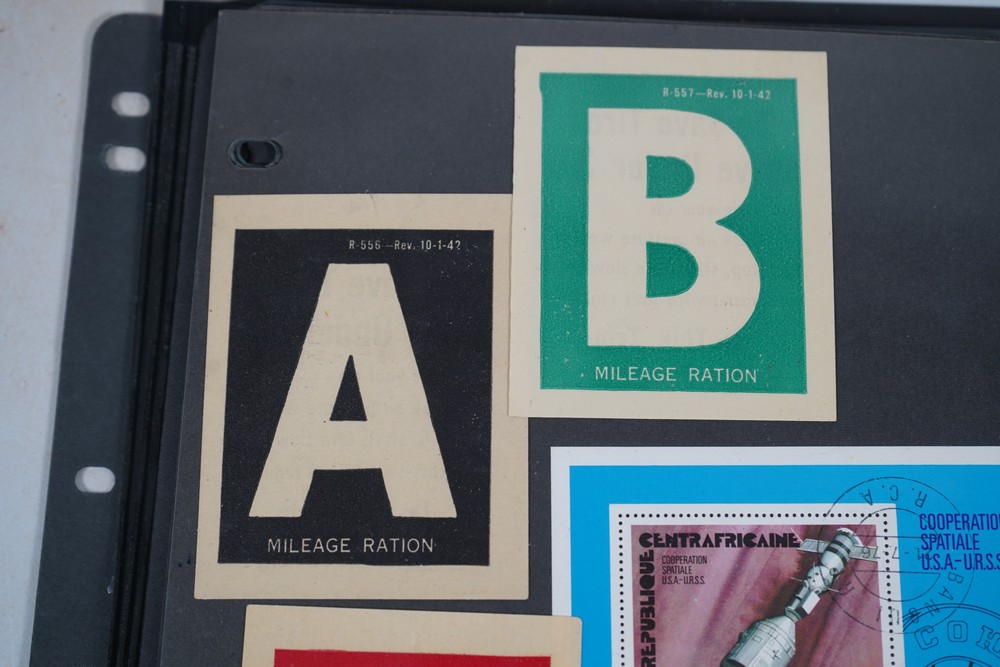 R-557—Rev. 10-1-42
B
MILEAGE RATION
R-556—Rev. 10-1-42
A
MILEAGE RATION
REPUBLIQUE
CENTRAFRICAINE
COOPERATION
SPATIALE
U.S.A.-U.R.S.S.
COOPERATIO
SPATIALE
U.S.A.-U.R.S.S
R.C.A
BANGUI